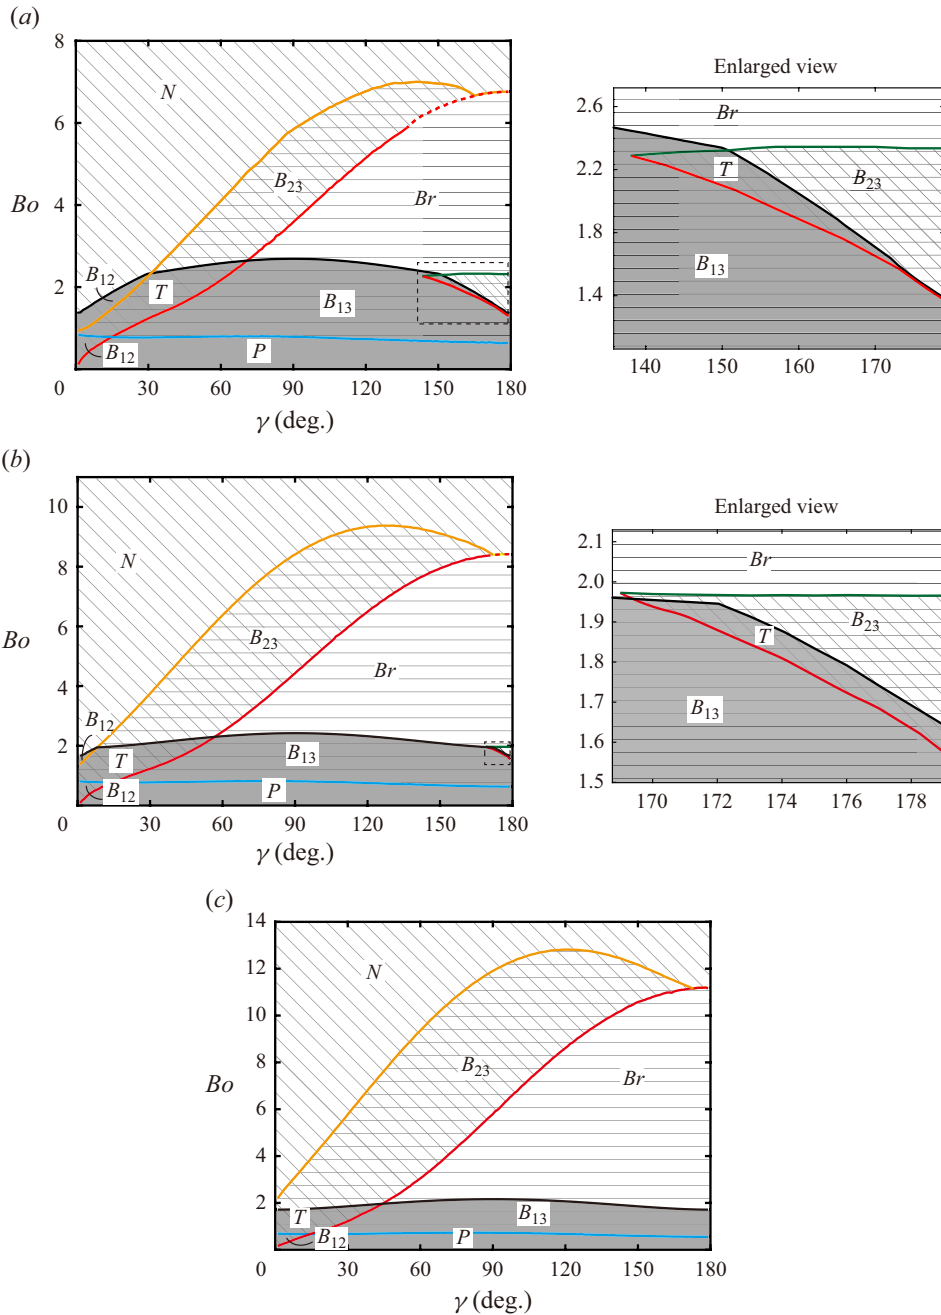 (a)
8
6
4
2
0
Bo
N
B12
T
B23
Br
B13
B12
P
0 30 60 90 120 150 180
γ (deg.)
Enlarged view
2.6
2.2
1.8
1.4
Br
T
B23
B13
140 150 160 170
(b)
10
8
6
4
2
Bo
N
B12
B23
Br
T
B13
B12
P
0 30 60 90 120 150 180
γ (deg.)
Enlarged view
2.1
2.0
1.9
1.8
1.7
1.6
1.5
Br
B23
T
B13
170 172 174 176 178
(c)
14
12
10
8
6
4
2
Bo
N
B23
Br
T
B13
B12
P
0 30 60 90 120 150 180
γ (deg.)